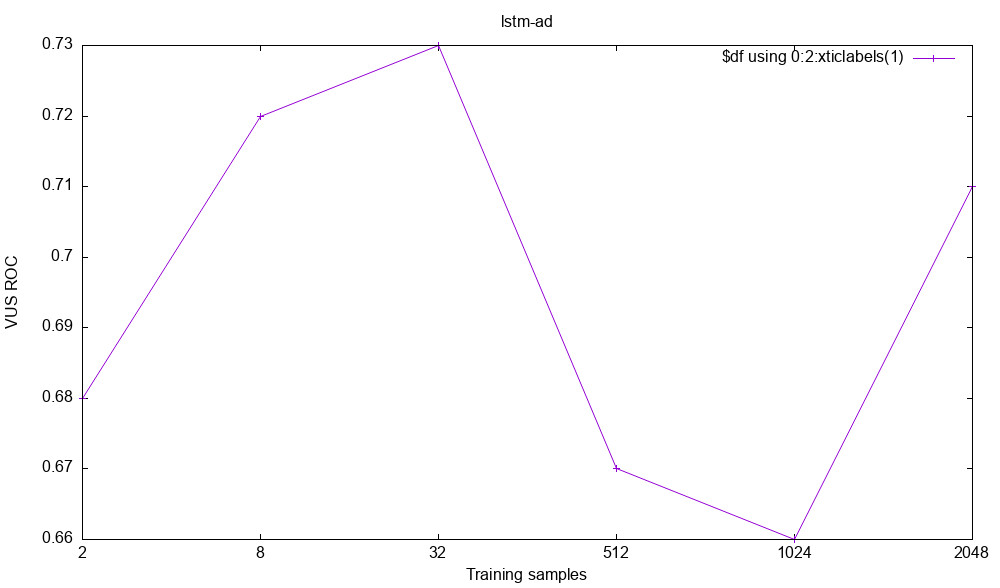 lstm-ad
$df using 0:2:xticlabels(1)
0.73
0.72
0.71
0.7
0.69
0.68
0.67
0.66
VUS ROC
2 8 32 512 1024 2048
Training samples